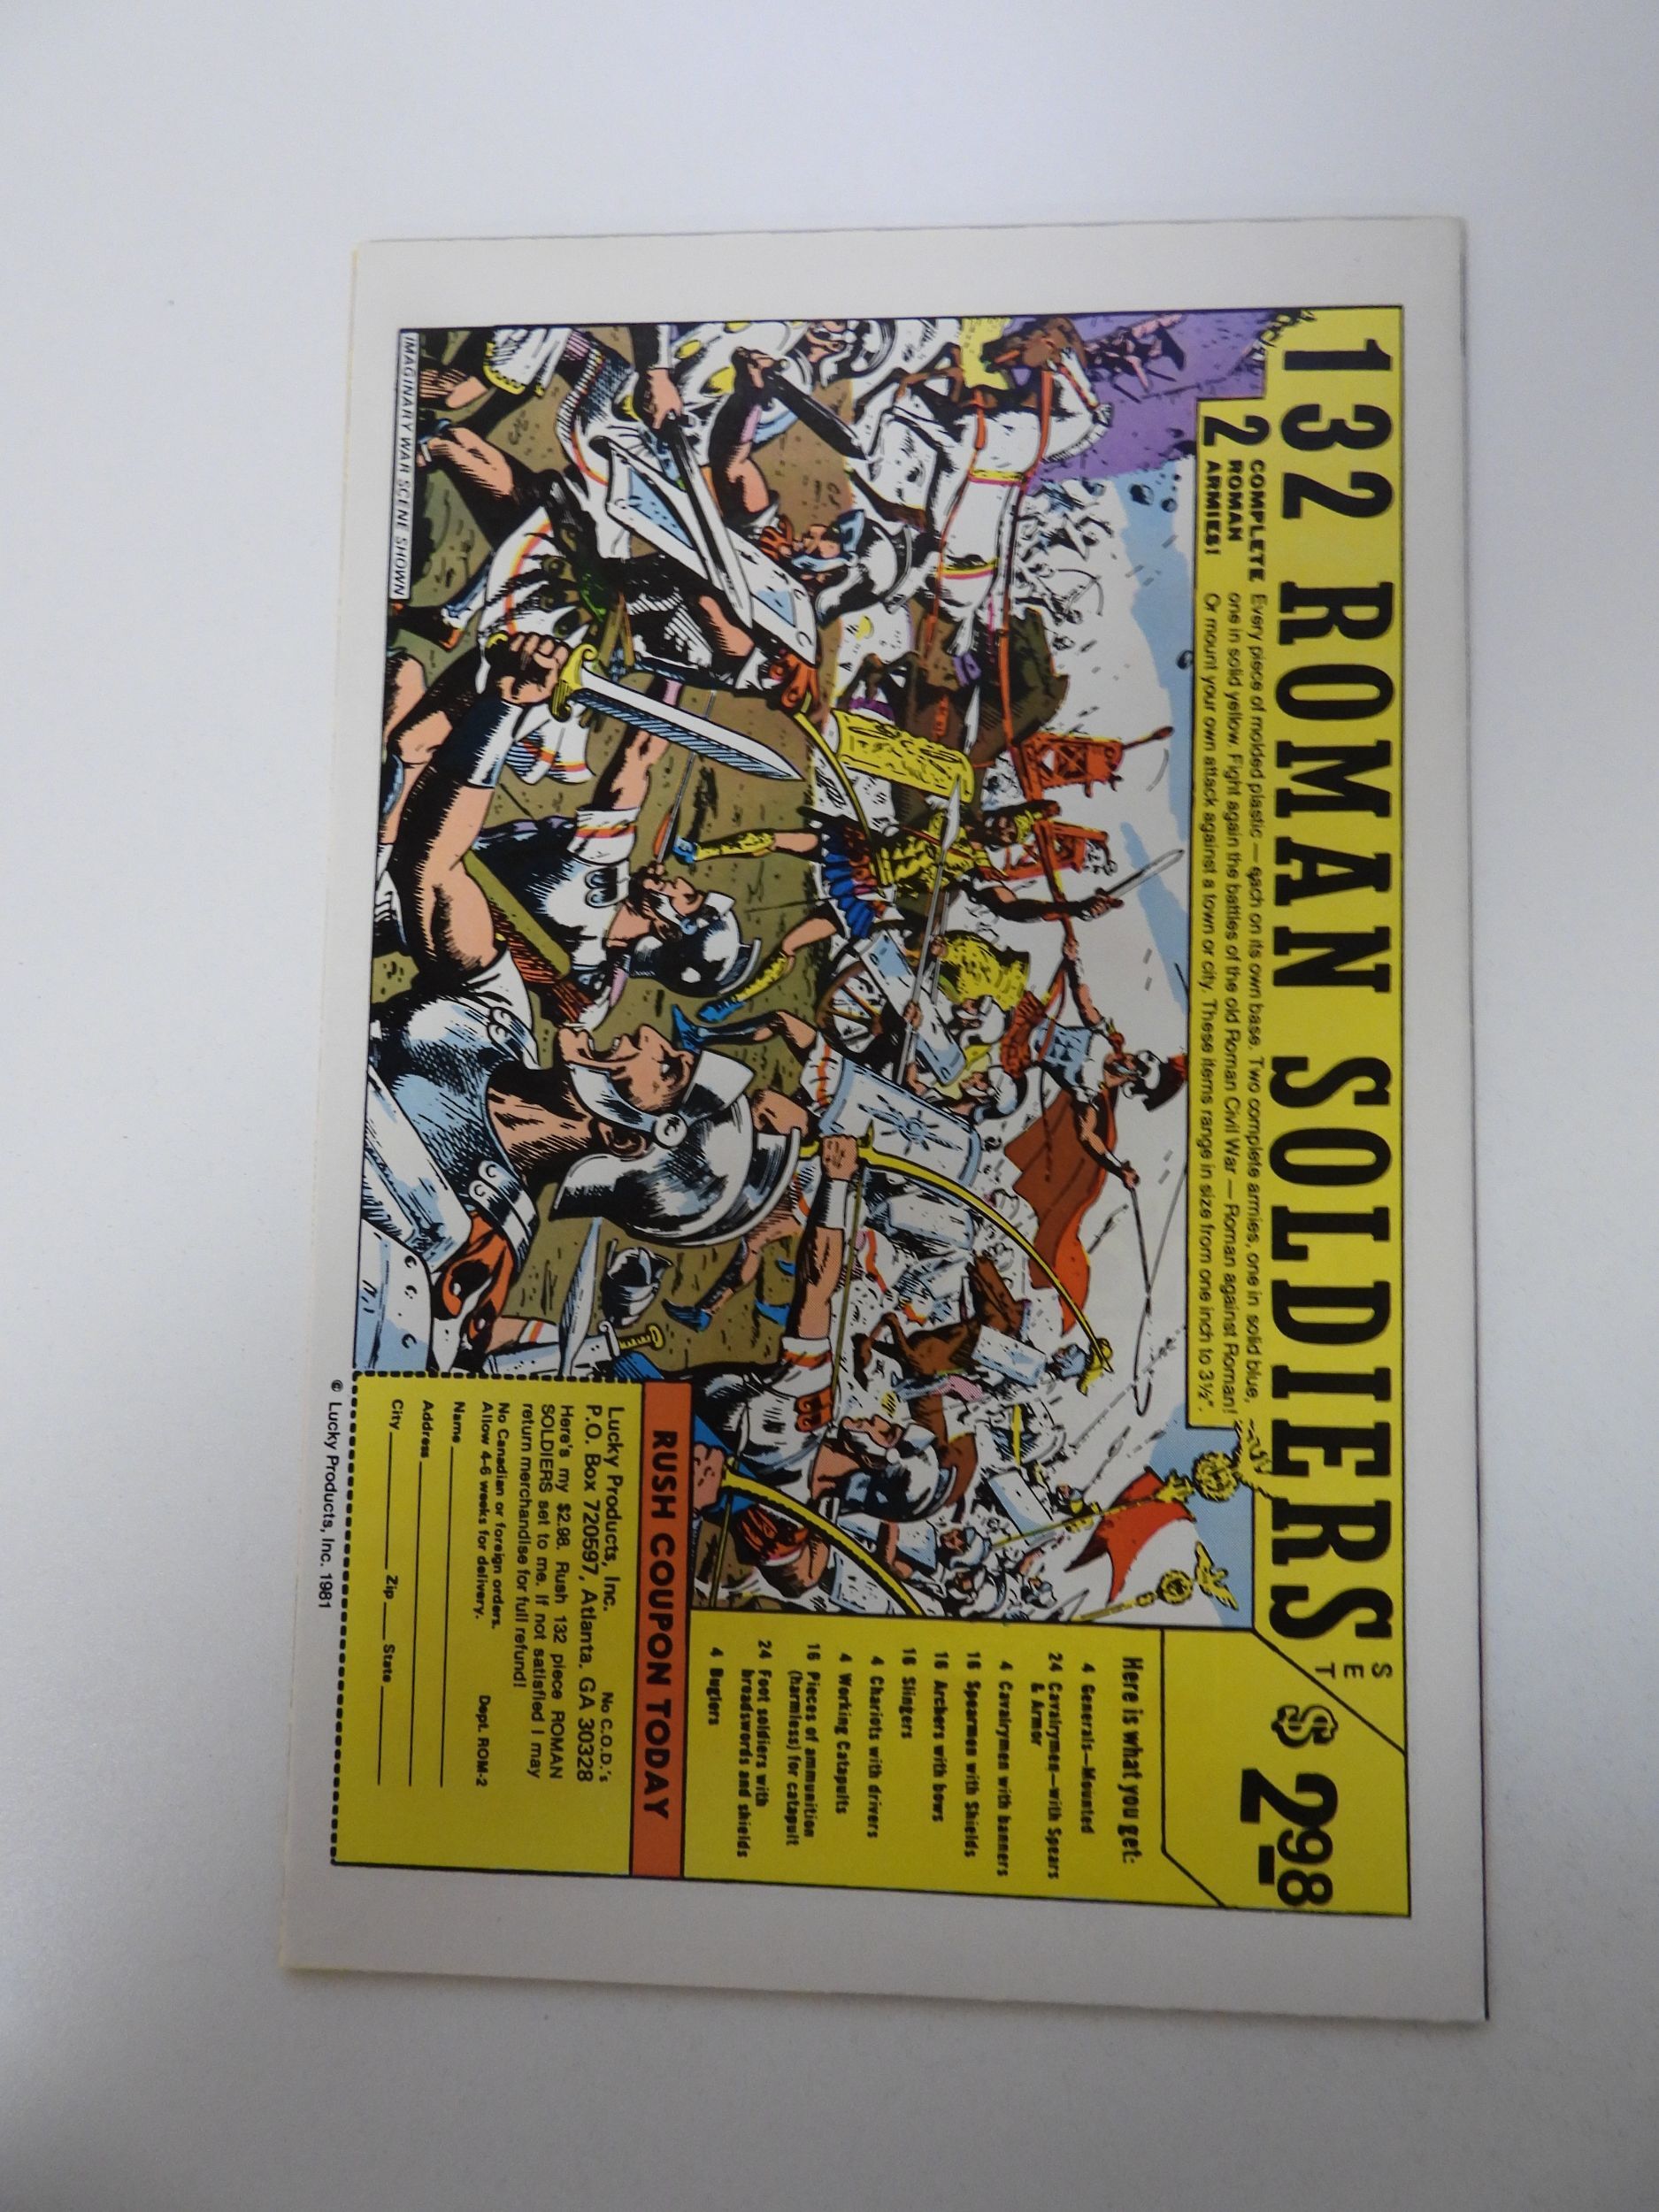 132 ROMAN SOLDIERS
SET
$298
COMPLETE
2 ROMAN
ARMIES!
Every piece of molded plastic — each on its own base. Two complete armies, one in solid blue,
one in solid yellow. Fight again the battles of the old Roman Civil War — Roman against Roman!
Or mount your own attack against a town or city. These items range in size from one inch to 3½".
Here is what you get:
4 Generals—Mounted
24 Cavalrymen—with Spears
& Armor
4 Cavalrymen with banners
16 Spearmen with Shields
16 Archers with bows
16 Slingers
4 Chariots with drivers
4 Working Catapults
16 Pieces of ammunition
(harmless) for catapult
24 Foot soldiers with
broadswords and shields
4 Buglers
IMAGINARY WAR SCENE SHOWN
RUSH COUPON TODAY
Lucky Products, Inc. No C.O.D.'s
P.O. Box 720597, Atlanta, GA 30328
Here's my $2.98. Rush 132 piece ROMAN
SOLDIERS set to me. If not satisfied I may
return merchandise for full refund!
No Canadian or foreign orders.
Allow 4-6 weeks for delivery. Dept. ROM-2
Name
Address
City Zip State
© Lucky Products, Inc. 1981